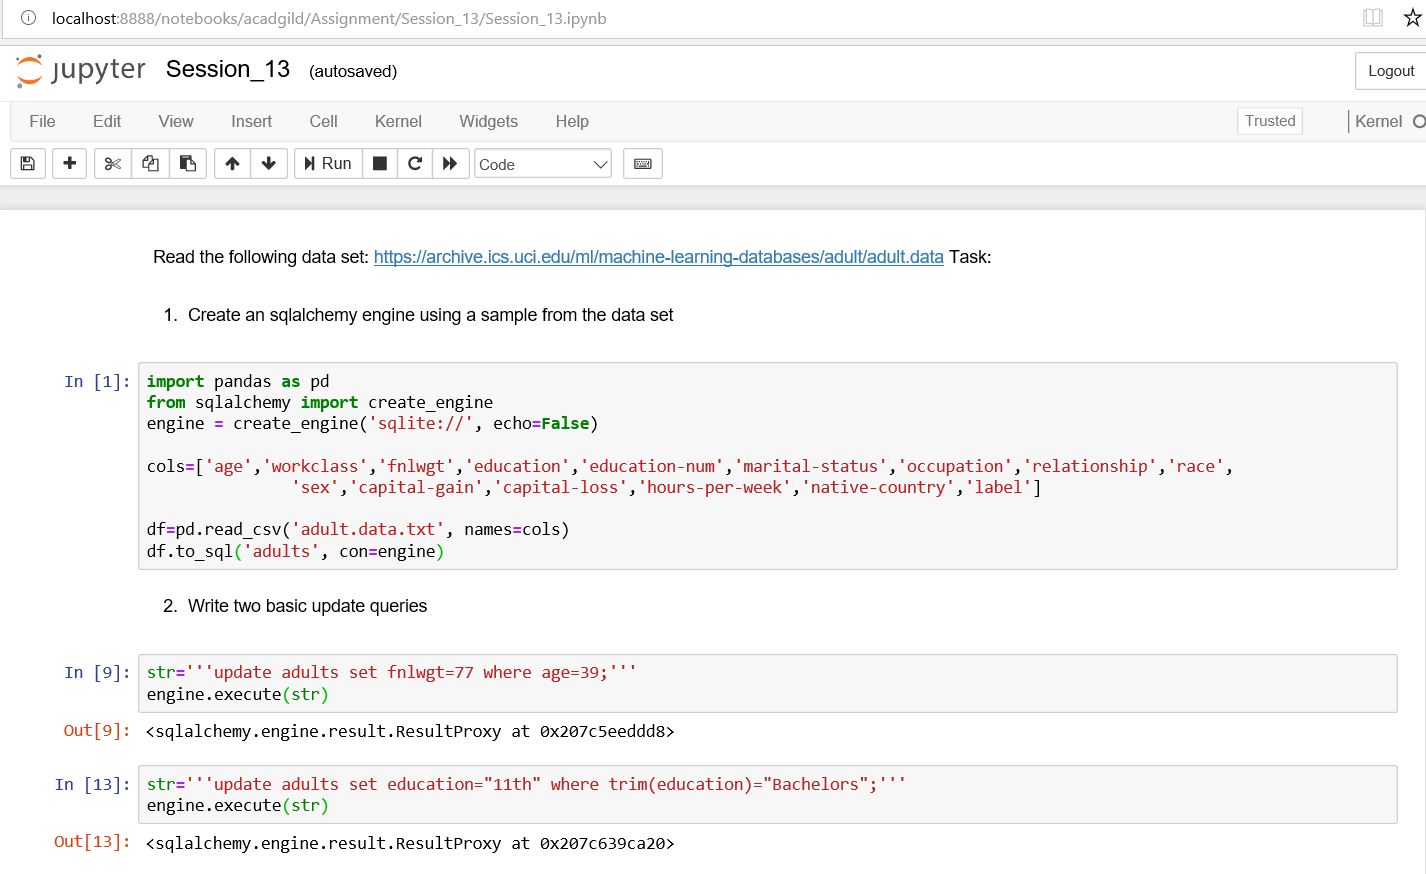 localhost:8888/notebooks/acadgild/Assignment/Session_13/Session_13.ipynb
jupyter Session_13 (autosaved)
Logout
File Edit View Insert Cell Kernel Widgets Help Trusted Kernel
Run Code
Read the following data set: https://archive.ics.uci.edu/ml/machine-learning-databases/adult/adult.data Task:
1. Create an sqlalchemy engine using a sample from the data set
In [1]: import pandas as pd
from sqlalchemy import create_engine
engine = create_engine('sqlite://', echo=False)
cols=['age','workclass','fnlwgt','education','education-num','marital-status','occupation','relationship','race',
'sex','capital-gain','capital-loss','hours-per-week','native-country','label']
df=pd.read_csv('adult.data.txt', names=cols)
df.to_sql('adults', con=engine)
2. Write two basic update queries
In [9]: str='''update adults set fnlwgt=77 where age=39;'''
engine.execute(str)
Out[9]: <sqlalchemy.engine.result.ResultProxy at 0x207c5eeddd8>
In [13]: str='''update adults set education="11th" where trim(education)="Bachelors";'''
engine.execute(str)
Out[13]: <sqlalchemy.engine.result.ResultProxy at 0x207c639ca20>